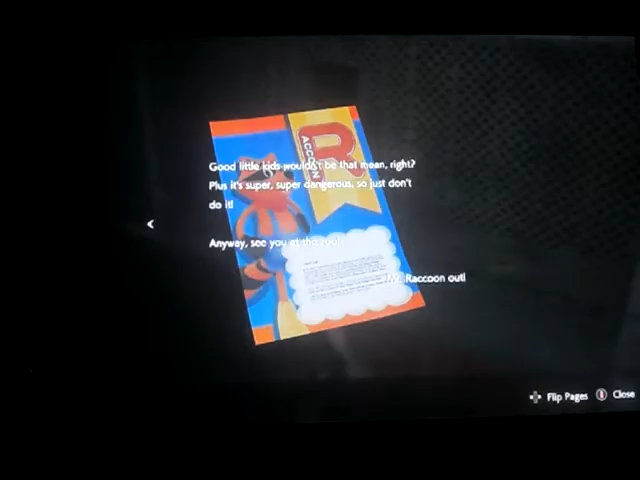 R
ACCOON
Good little kids wouldn't be that mean, right?
Plus it's super, super dangerous, so just don't
do it!
Anyway, see you at the zoo!
Mr. Raccoon out!
Flip Pages
Close